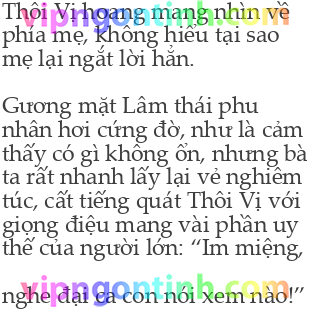 Thôi Vị hoang mang nhìn về
phía mẹ, không hiểu tại sao
mẹ lại ngắt lời hẳn.
Gương mặt Lâm thái phu
nhân hơi cứng đờ, như là cảm
thấy có gì không ổn, nhưng bà
ta rất nhanh lấy lại vẻ nghiêm
túc, cất tiếng quát Thôi Vị với
giọng điệu mang vài phần uy
thế của người lớn: “Im miệng,
vipngontinh.com
nghe đại ca con nói xem nào!”